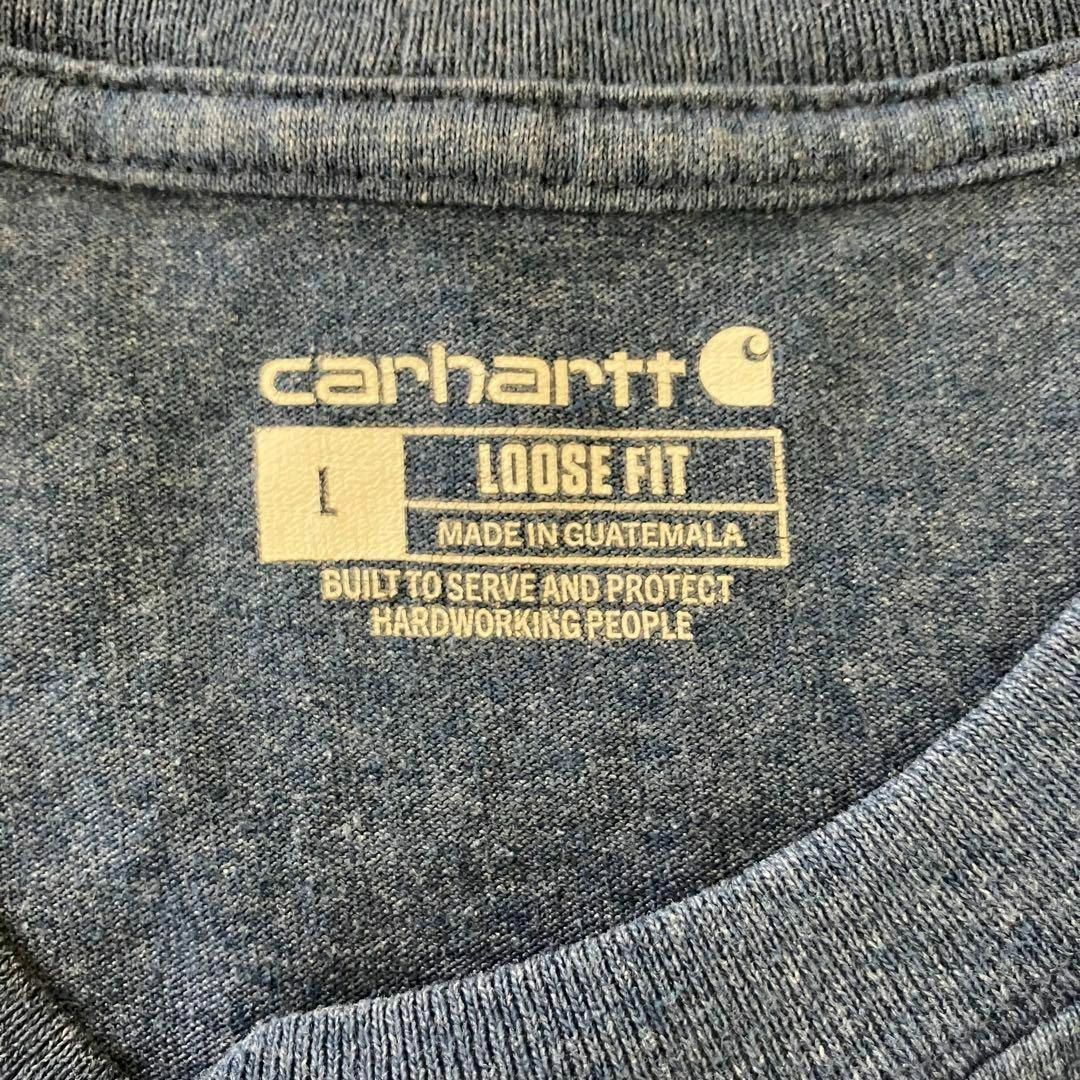 carhartt
L
LOOSE FIT
MADE IN GUATEMALA
BUILT TO SERVE AND PROTECT
HARDWORKING PEOPLE